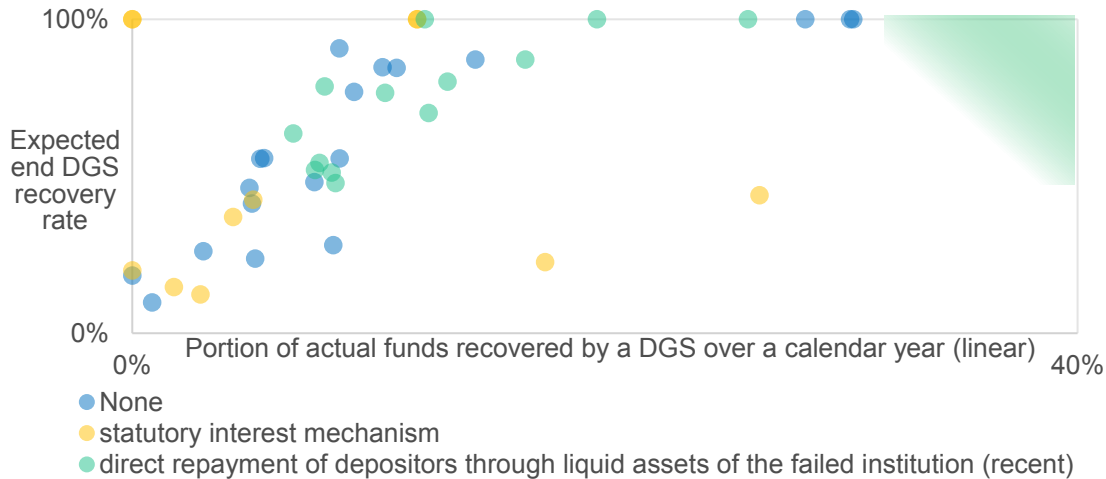 100%
Expected
end DGS
recovery
rate
0%
0%
Portion of actual funds recovered by a DGS over a calendar year (linear)
40%
None
statutory interest mechanism
direct repayment of depositors through liquid assets of the failed institution (recent)